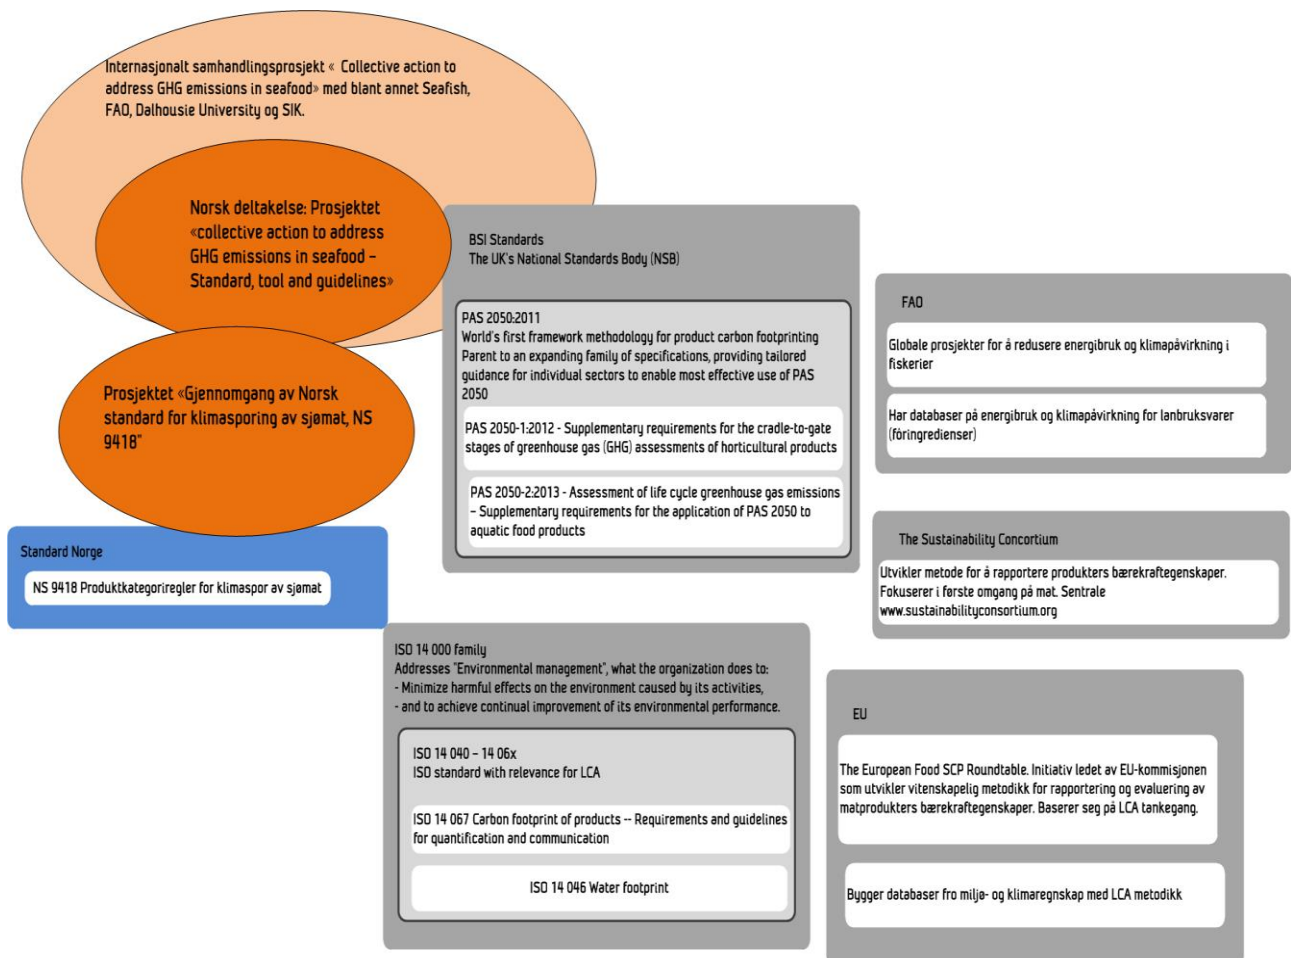 Internasjonalt samhandlingsprosjekt «  Collective action to
address GHG emissions in seafood» med blant annet Seafish,
FAO, Dalhousie University og SIK.
Norsk deltakelse: Prosjektet
«collective action to address
GHG emissions in seafood –
Standard, tool and guidelines»
Prosjektet «Gjennomgang av Norsk
standard for klimasporing av sjømat, NS
9418"
Standard Norge
NS 9418 Produktkategoriregler for klimaspor av sjømat
BSI Standards
The UK's National Standards Body (NSB)
PAS 2050:2011
World's first framework methodology for product carbon footprinting
Parent to an expanding family of specifications, providing tailored
guidance for individual sectors to enable most effective use of PAS
2050
PAS 2050-1:2012 - Supplementary requirements for the cradle-to-gate
stages of greenhouse gas (GHG) assessments of horticultural products
PAS 2050-2:2013 - Assessment of life cycle greenhouse gas emissions
– Supplementary requirements for the application of PAS 2050 to
aquatic food products
ISO 14 000 family
Addresses "Environmental management", what the organization does to:
- Minimize harmful effects on the environment caused by its activities,
- and to achieve continual improvement of its environmental performance.
ISO 14 040 – 14 06x
ISO standard with relevance for LCA
ISO 14 067 Carbon footprint of products -- Requirements and guidelines
for quantification and communication
ISO 14 046 Water footprint
FAO
Globale prosjekter for å redusere energibruk og klimapåvirkning i
fiskerier
Har databaser på energibruk og klimapåvirkning for lanbruksvarer
(fóringredienser)
The Sustainability Concortium
Utvikler metode for å rapportere produkters bærekraftegenskaper.
Fokuserer i første omgang på mat. Sentrale
www.sustainabilityconsortium.org
EU
The European Food SCP Roundtable. Initiativ ledet av EU-kommisjonen
som utvikler vitenskapelig metodikk for rapportering og evaluering av
matprodukters bærekraftegenskaper. Baserer seg på LCA tankegang.
Bygger databaser fro miljø- og klimaregnskap med LCA metodikk